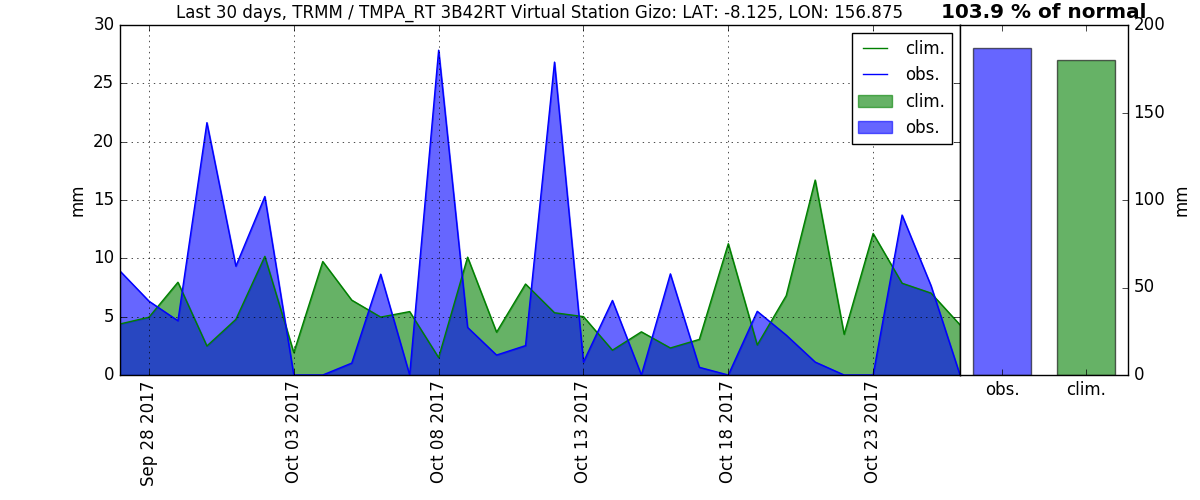 Last 30 days, TRMM / TMPA_RT 3B42RT Virtual Station Gizo: LAT: -8.125, LON: 156.875
103.9 % of normal
30
25
20
15
10
5
0
mm
clim.
obs.
clim.
obs.
200
150
100
50
0
mm
obs.
clim.
Sep 28 2017
Oct 03 2017
Oct 08 2017
Oct 13 2017
Oct 18 2017
Oct 23 2017